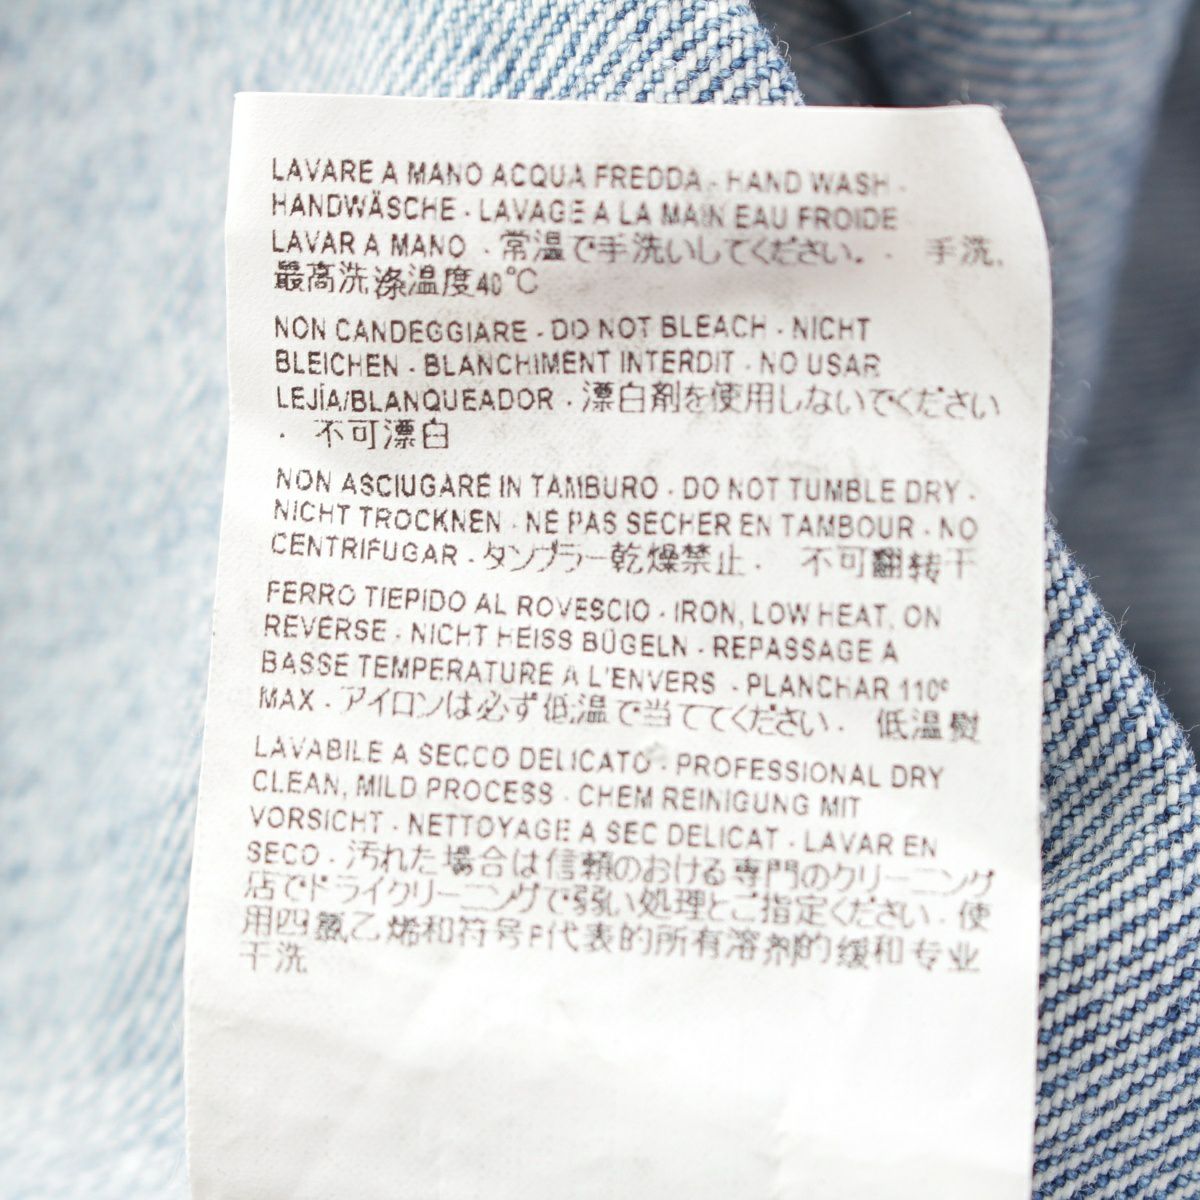 LAVARE A MANO ACQUA FREDDA - HAND WASH -
HANDWÄSCHE - LAVAGE A LA MAIN EAU FROIDE
LAVAR A MANO - 常温で手洗いしてください。- 手洗,
最高洗涤温度40°C
NON CANDEGGIARE - DO NOT BLEACH - NICHT
BLEICHEN - BLANCHIMENT INTERDIT - NO USAR
LEJÍA/BLANQUEADOR - 漂白剤を使用しないでください
- 不可漂白
NON ASCIUGARE IN TAMBURO - DO NOT TUMBLE DRY -
NICHT TROCKNEN - NE PAS SECHER EN TAMBOUR - NO
CENTRIFUGAR - タンブラー乾燥禁止 - 不可翻转干
FERRO TIEPIDO AL ROVESCIO - IRON, LOW HEAT, ON
REVERSE - NICHT HEISS BÜGELN - REPASSAGE A
BASSE TEMPERATURE A L'ENVERS - PLANCHAR 110°
MAX - アイロンは必ず低温で当ててください - 低温熨
LAVABILE A SECCO DELICATO - PROFESSIONAL DRY
CLEAN, MILD PROCESS - CHEM REINIGUNG MIT
VORSICHT - NETTOYAGE A SEC DELICAT - LAVAR EN
SECO - 汚れた場合は信頼のおける専門のクリーニング
店でドライクリーニングで弱い処理とご指定ください - 使
用四氯乙烯和符号P代表的所有溶剂的缓和专业
干洗